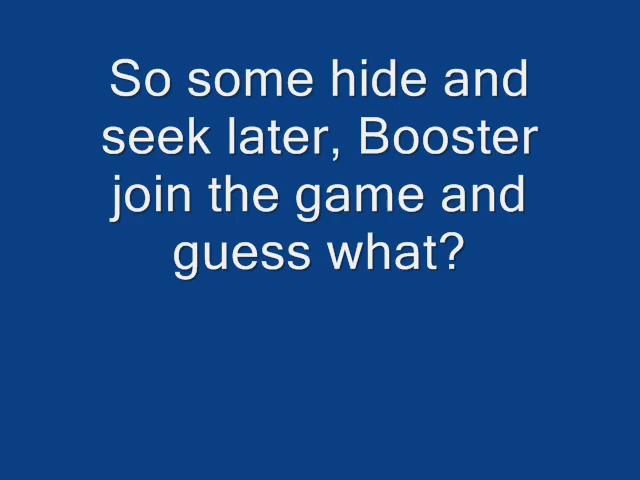 So some hide and
seek later, Booster
join the game and
guess what?